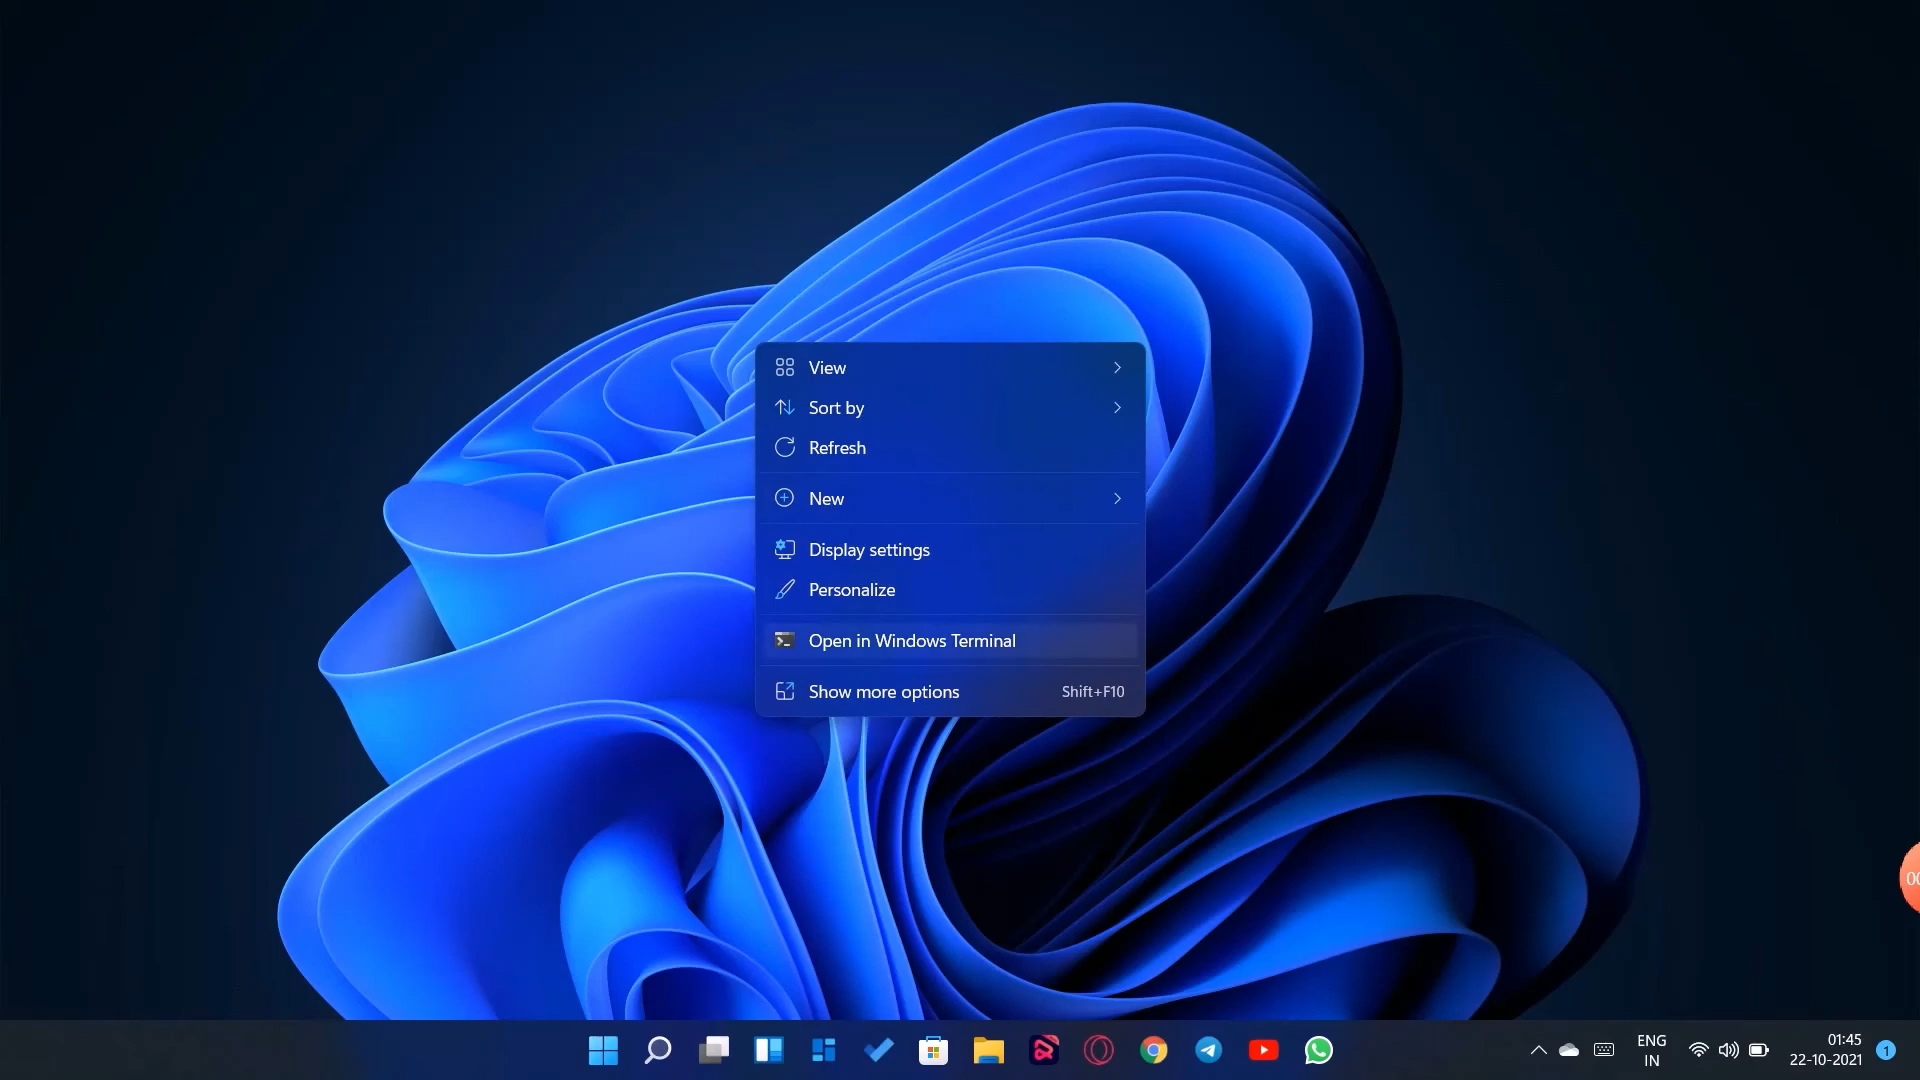 View
Sort by
Refresh
New
Display settings
Personalize
Open in Windows Terminal
Show more options Shift+F10
00
ENG
IN
01:45
22-10-2021
1